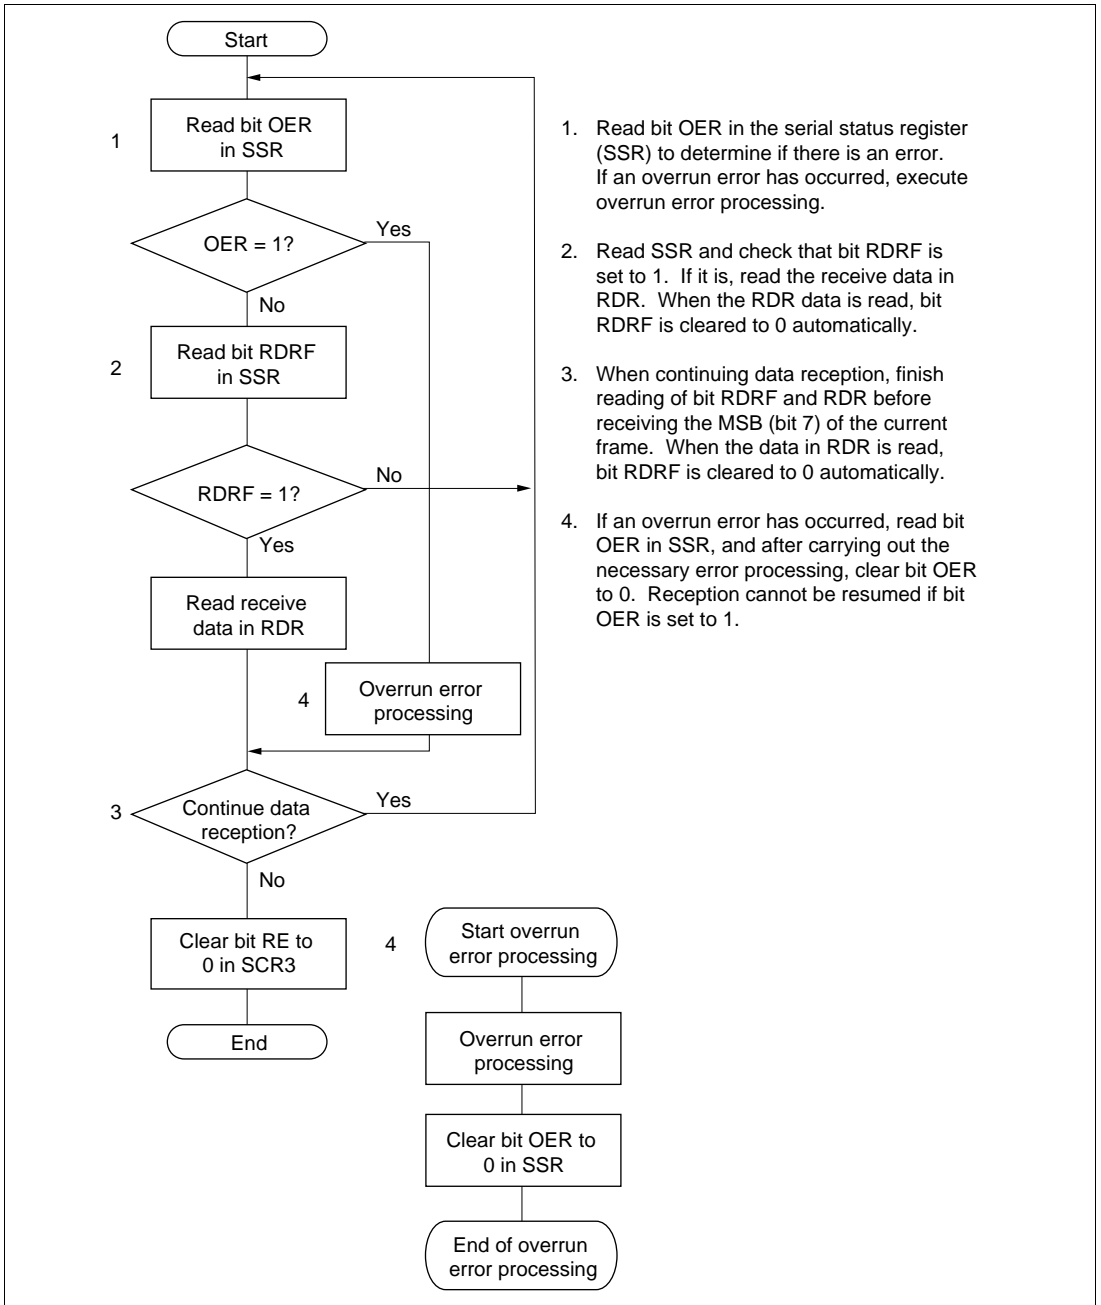 Start
1
Read bit OER
in SSR
OER = 1?
Yes
No
2
Read bit RDRF
in SSR
RDRF = 1?
No
Yes
Read receive
data in RDR
4
Overrun error
processing
3
Continue data
reception?
Yes
No
Clear bit RE to
0 in SCR3
End
4
Start overrun
error processing
Overrun error
processing
Clear bit OER to
0 in SSR
End of overrun
error processing
1. Read bit OER in the serial status register
(SSR) to determine if there is an error.
If an overrun error has occurred, execute
overrun error processing.
2. Read SSR and check that bit RDRF is
set to 1. If it is, read the receive data in
RDR. When the RDR data is read, bit
RDRF is cleared to 0 automatically.
3. When continuing data reception, finish
reading of bit RDRF and RDR before
receiving the MSB (bit 7) of the current
frame. When the data in RDR is read,
bit RDRF is cleared to 0 automatically.
4. If an overrun error has occurred, read bit
OER in SSR, and after carrying out the
necessary error processing, clear bit OER
to 0. Reception cannot be resumed if bit
OER is set to 1.